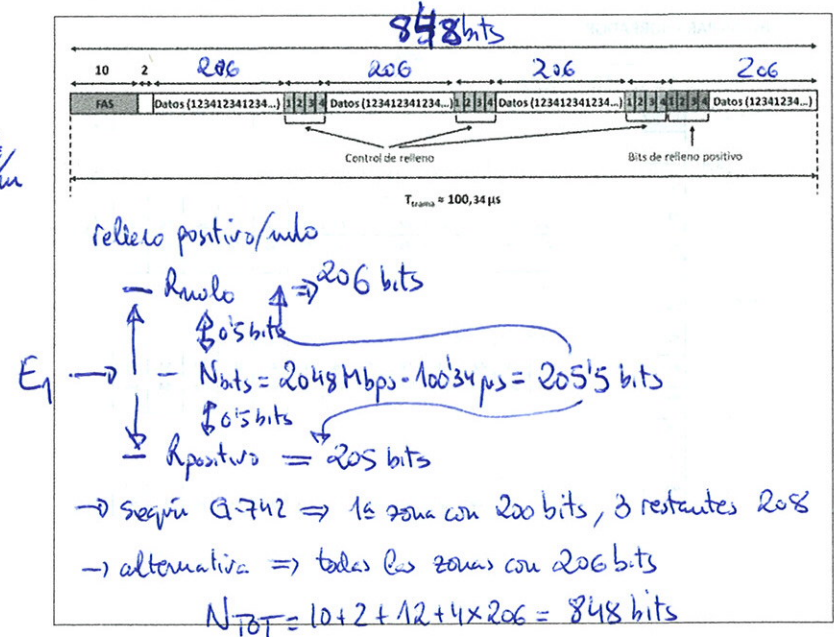 848 bits
10 2 206 206 206 206
FAS Datos (123412341234...) 1 2 3 4 Datos (123412341234...) 1 2 3 4 Datos (123412341234...) 1 2 3 4 1 2 3 4 Datos (123412341234...)
Control de relleno Bits de relleno positivo
Ttrama ≈ 100,34 μs
relleno positivo/nulo
- Rnulo ⇒ 206 bits
0'5 bits
E1 → - Nbits = 2048 Mbps · 100'34 μs = 205'5 bits
0'5 bits
- Rpositivo = 205 bits
→ según G.742 ⇒ 1ª zona con 200 bits, 3 restantes 208
→ alternativa ⇒ todas las zonas con 206 bits
NTOT = 10+2+12+4×206 = 848 bits